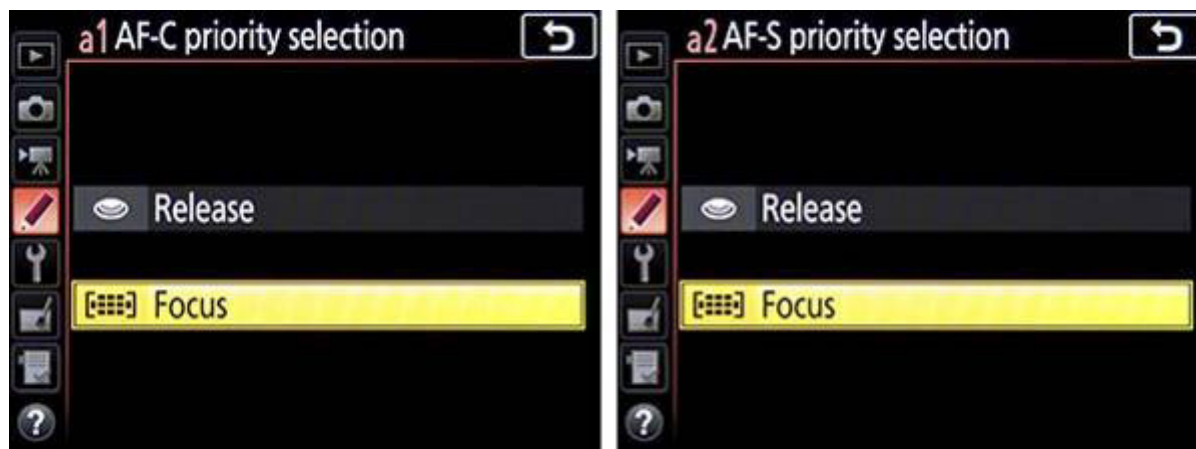 a1 AF-C priority selection
Release
Focus
?
a2 AF-S priority selection
Release
Focus
?